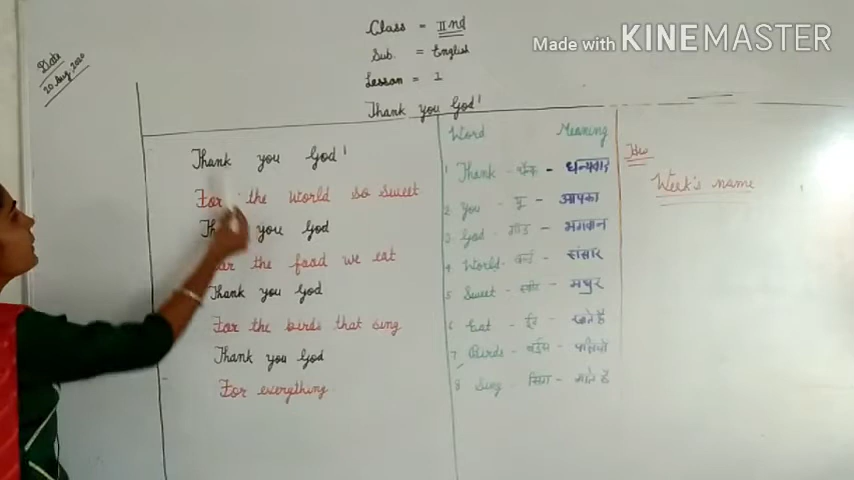 Made with KINEMASTER
Date
20 Aug, 2020
Class = IInd
Sub. = English
Lesson = 1
Thank you God!
Thank you God!
For the world so sweet
Thank you God
For the food we eat
Thank you God
For the birds that sing
Thank you God
For everything
Word Meaning
1 Thank - थैंक - धन्यवाद
2 You - यू - आपका
3 God - गॉड - भगवान
4 World - वर्ल्ड - संसार
5 Sweet - स्वीट - मधुर
6 Eat - ईट - खाते है
7 Birds - बर्ड्स - पक्षियों
8 Sing - सिंग - गाते है
Hw
Week's name